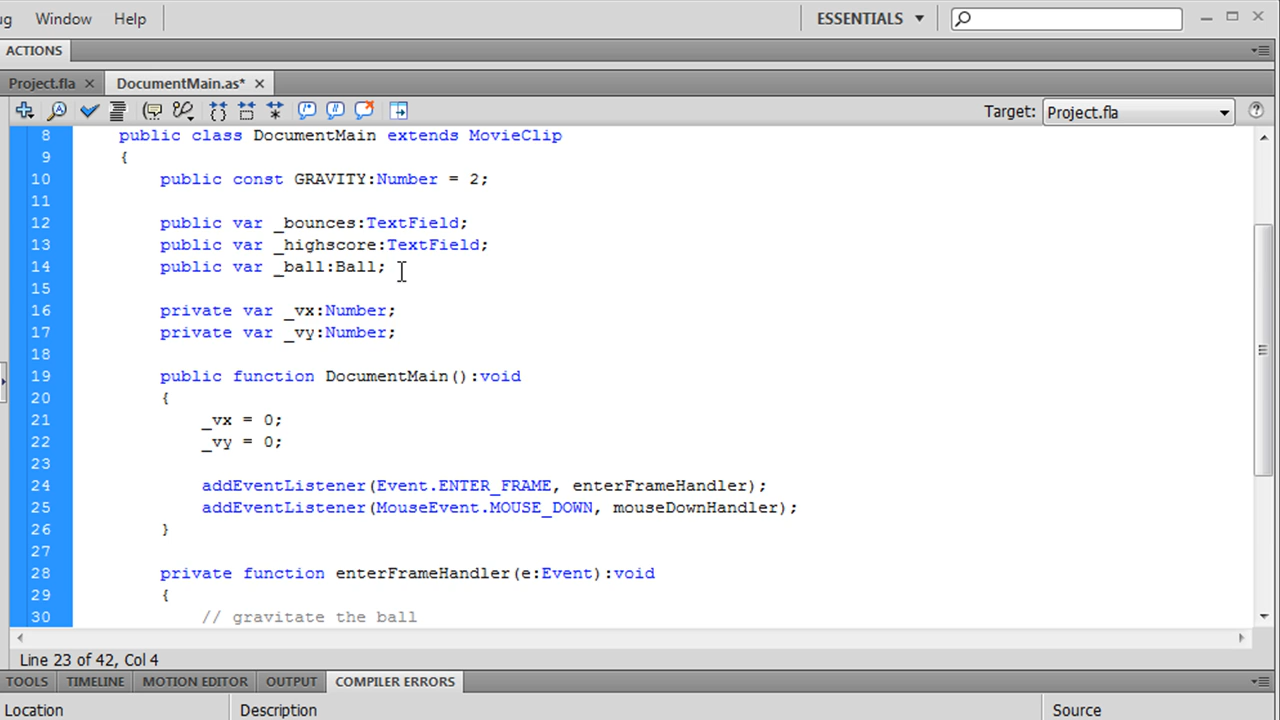 ug Window Help ESSENTIALS
ACTIONS
Project.fla DocumentMain.as*
Target: Project.fla
8 public class DocumentMain extends MovieClip
9 {
10 public const GRAVITY:Number = 2;
11
12 public var _bounces:TextField;
13 public var _highscore:TextField;
14 public var _ball:Ball;
15
16 private var _vx:Number;
17 private var _vy:Number;
18
19 public function DocumentMain():void
20 {
21 _vx = 0;
22 _vy = 0;
23
24 addEventListener(Event.ENTER_FRAME, enterFrameHandler);
25 addEventListener(MouseEvent.MOUSE_DOWN, mouseDownHandler);
26 }
27
28 private function enterFrameHandler(e:Event):void
29 {
30 // gravitate the ball
Line 23 of 42, Col 4
TOOLS TIMELINE MOTION EDITOR OUTPUT COMPILER ERRORS
Location Description Source